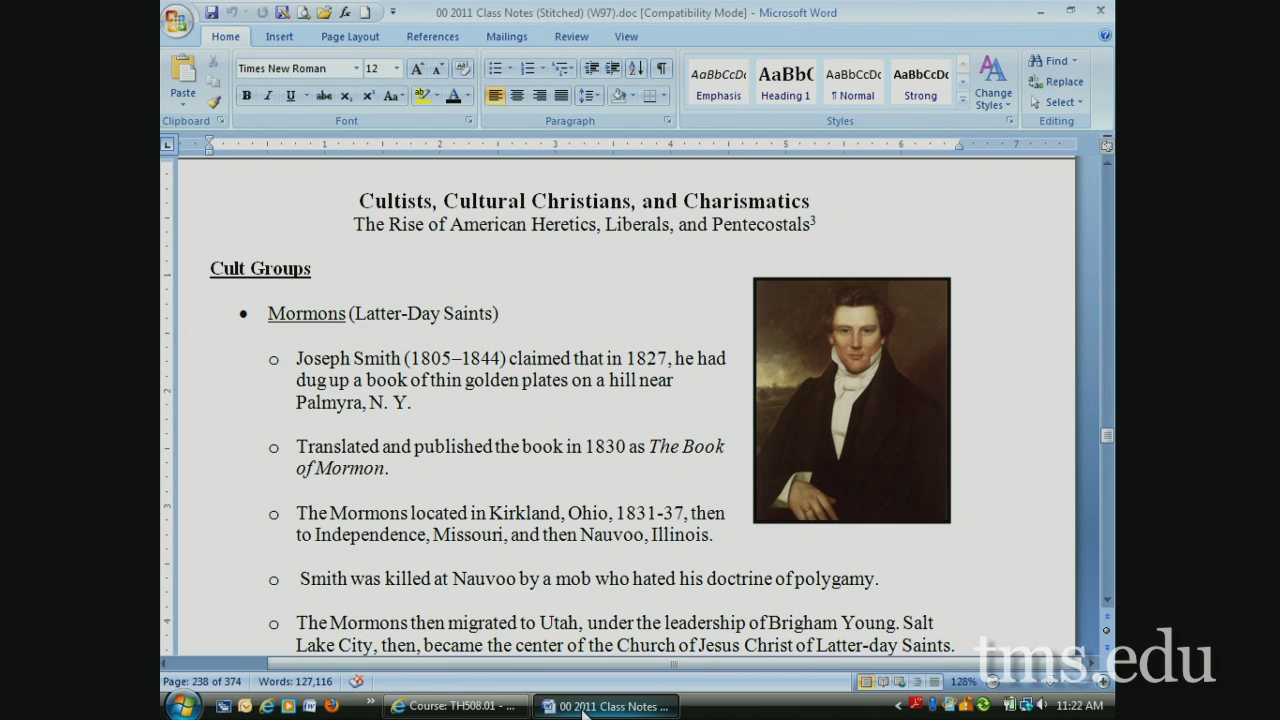 00 2011 Class Notes (Stitched) (W97).doc [Compatibility Mode] - Microsoft Word
Home Insert Page Layout References Mailings Review View
Times New Roman 12
AaBbCcDc AaBbC AaBbCcDc AaBbCcDc
Paste
Emphasis Heading 1 ¶ Normal Strong
Change Styles
Find
Replace
Select
Clipboard Font Paragraph Styles Editing
1 2 3 4 5 6 7
Cultists, Cultural Christians, and Charismatics
The Rise of American Heretics, Liberals, and Pentecostals3
Cult Groups
• Mormons (Latter-Day Saints)
o Joseph Smith (1805–1844) claimed that in 1827, he had
dug up a book of thin golden plates on a hill near
Palmyra, N. Y.
o Translated and published the book in 1830 as The Book
of Mormon.
o The Mormons located in Kirkland, Ohio, 1831-37, then
to Independence, Missouri, and then Nauvoo, Illinois.
o Smith was killed at Nauvoo by a mob who hated his doctrine of polygamy.
o The Mormons then migrated to Utah, under the leadership of Brigham Young. Salt
Lake City, then, became the center of the Church of Jesus Christ of Latter-day Saints.
tms.edu
Page: 238 of 374 Words: 127,116 128%
Course: TH508.01 - ... 00 2011 Class Notes ... 11:22 AM